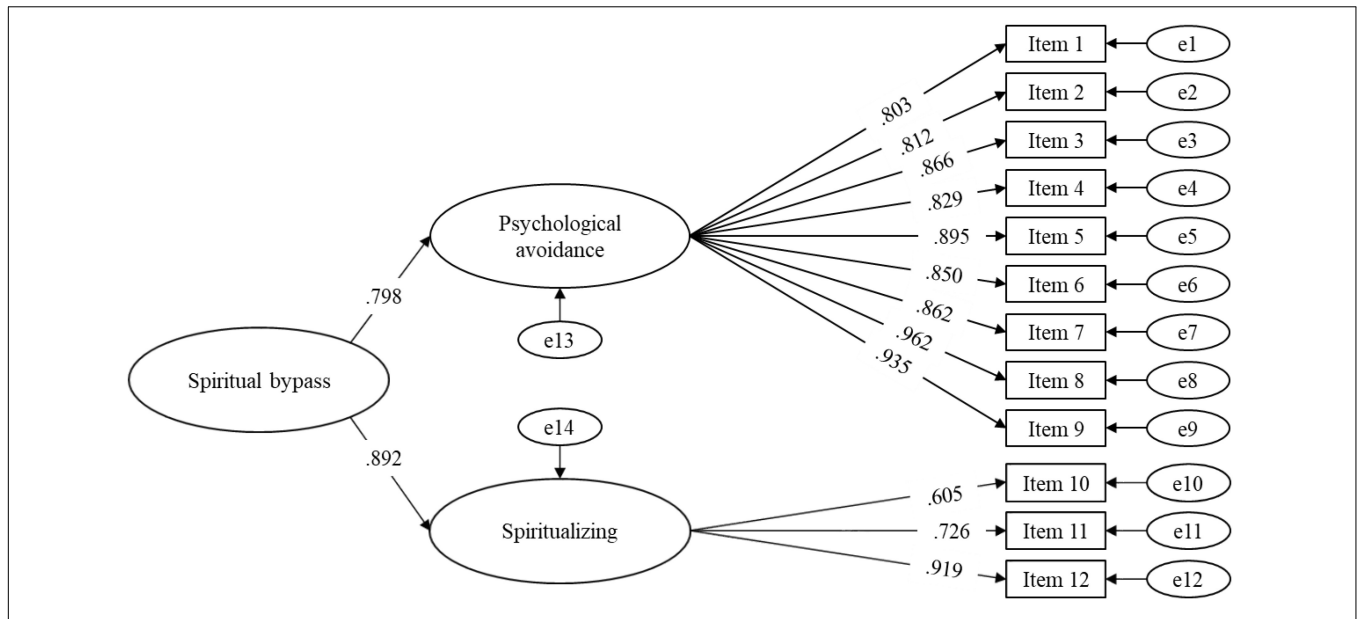 Item 1
e1
.803
Item 2
e2
.812
Item 3
e3
.866
Item 4
e4
.829
Psychological
avoidance
.895
Item 5
e5
.850
Item 6
e6
.798
.862
Item 7
e7
e13
.962
Item 8
e8
Spiritual bypass
.935
Item 9
e9
e14
.892
.605
Item 10
e10
Spiritualizing
.726
Item 11
e11
.919
Item 12
e12